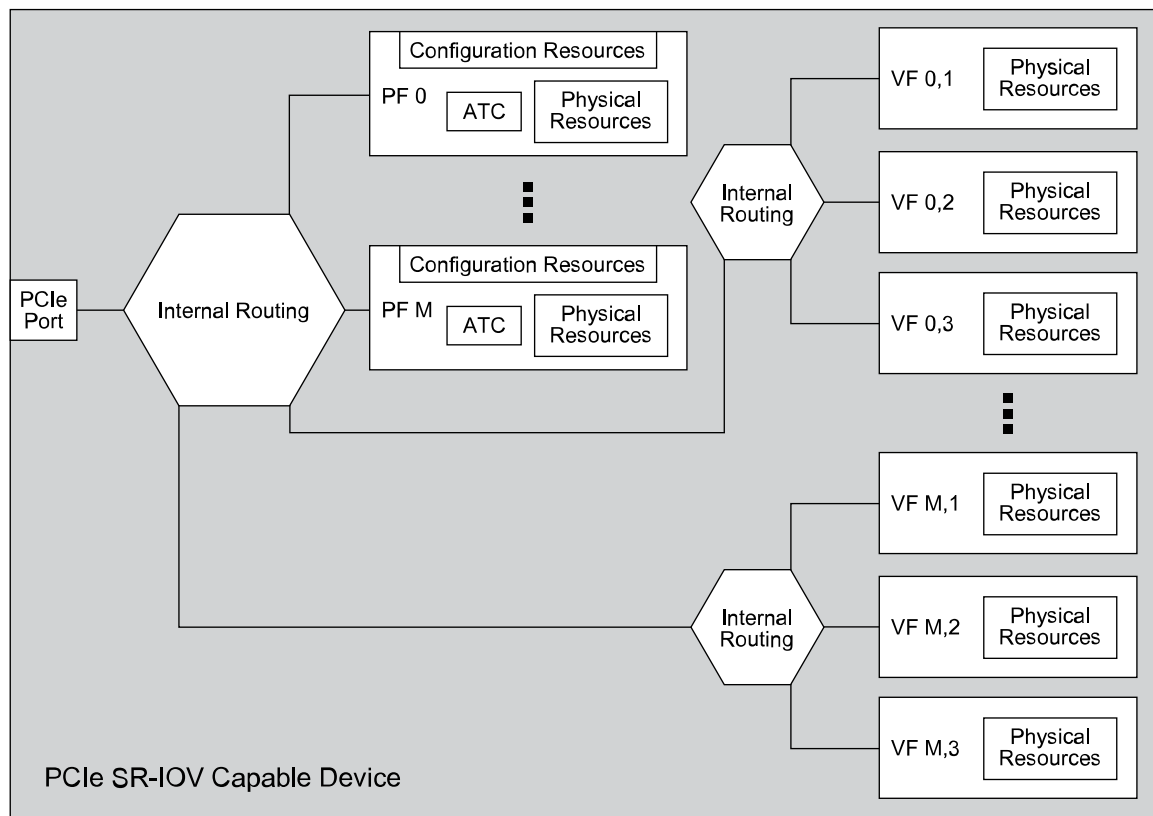 Configuration Resources
PF 0
ATC
Physical
Resources
Configuration Resources
PF M
ATC
Physical
Resources
PCIe
Port
Internal Routing
Internal
Routing
VF 0,1
Physical
Resources
VF 0,2
Physical
Resources
VF 0,3
Physical
Resources
Internal
Routing
VF M,1
Physical
Resources
VF M,2
Physical
Resources
VF M,3
Physical
Resources
PCIe SR-IOV Capable Device